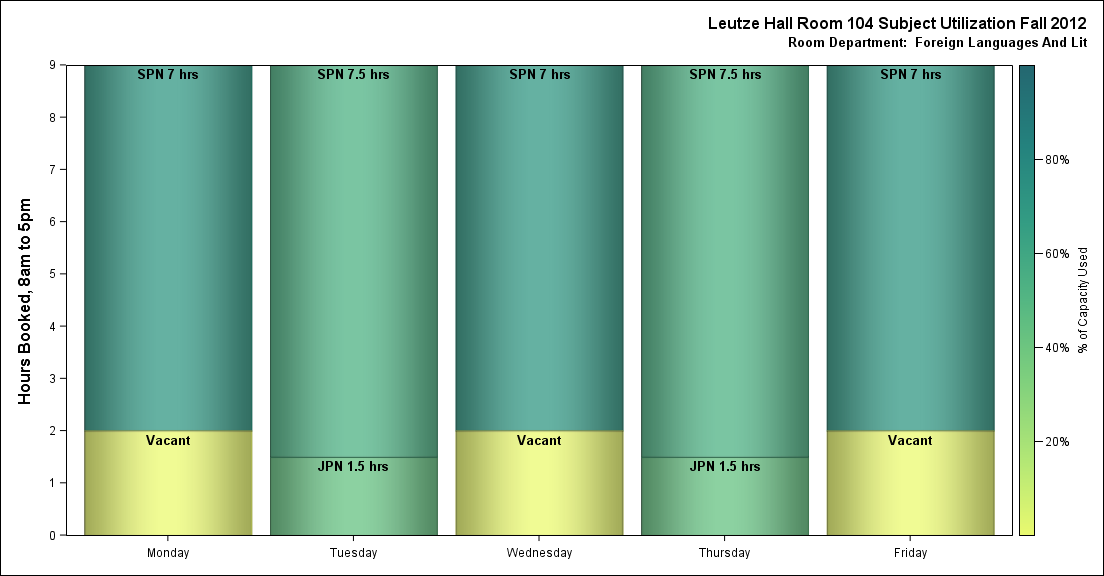 Leutze Hall Room 104 Subject Utilization Fall 2012
Room Department:  Foreign Languages And Lit
Hours Booked, 8am to 5pm
9
8
7
6
5
4
3
2
1
0
SPN 7 hrs
SPN 7.5 hrs
SPN 7 hrs
SPN 7.5 hrs
SPN 7 hrs
Vacant
JPN 1.5 hrs
Vacant
JPN 1.5 hrs
Vacant
Monday
Tuesday
Wednesday
Thursday
Friday
80%
60%
40%
20%
% of Capacity Used